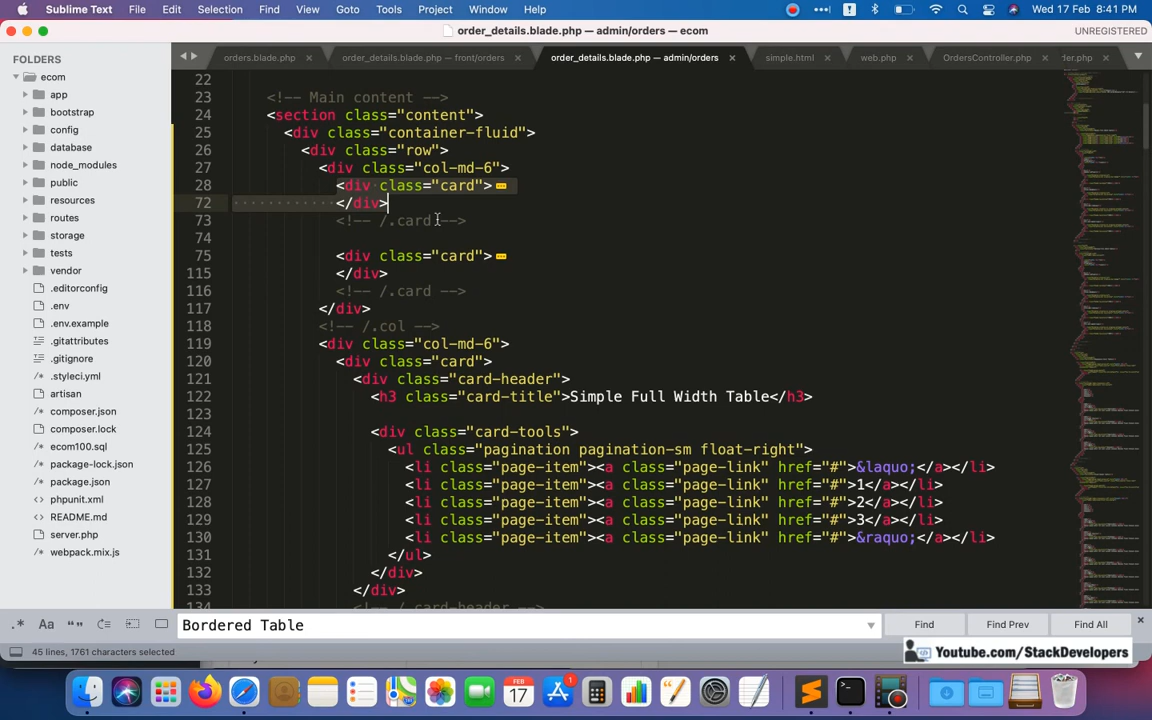 Sublime Text File Edit Selection Find View Goto Tools Project Window Help Wed 17 Feb 8:41 PM
order_details.blade.php — admin/orders — ecom UNREGISTERED
FOLDERS
orders.blade.php order_details.blade.php — front/orders order_details.blade.php — admin/orders simple.html web.php OrdersController.php der.php
ecom
app
bootstrap
config
database
node_modules
public
resources
routes
storage
tests
vendor
.editorconfig
.env
.env.example
.gitattributes
.gitignore
.styleci.yml
artisan
composer.json
composer.lock
ecom100.sql
package-lock.json
package.json
phpunit.xml
README.md
server.php
webpack.mix.js
22
23 <!-- Main content -->
24 <section class="content">
25 <div class="container-fluid">
26 <div class="row">
27 <div class="col-md-6">
28 <div class="card">
72 </div>
73 <!-- /.card -->
74
75 <div class="card">
115 </div>
116 <!-- /.card -->
117 </div>
118 <!-- /.col -->
119 <div class="col-md-6">
120 <div class="card">
121 <div class="card-header">
122 <h3 class="card-title">Simple Full Width Table</h3>
123
124 <div class="card-tools">
125 <ul class="pagination pagination-sm float-right">
126 <li class="page-item"><a class="page-link" href="#">&laquo;</a></li>
127 <li class="page-item"><a class="page-link" href="#">1</a></li>
128 <li class="page-item"><a class="page-link" href="#">2</a></li>
129 <li class="page-item"><a class="page-link" href="#">3</a></li>
130 <li class="page-item"><a class="page-link" href="#">&raquo;</a></li>
131 </ul>
132 </div>
133 </div>
134 <!-- /.card-header -->
Bordered Table Find Find Prev Find All
45 lines, 1761 characters selected
Youtube.com/StackDevelopers
FEB
17
1